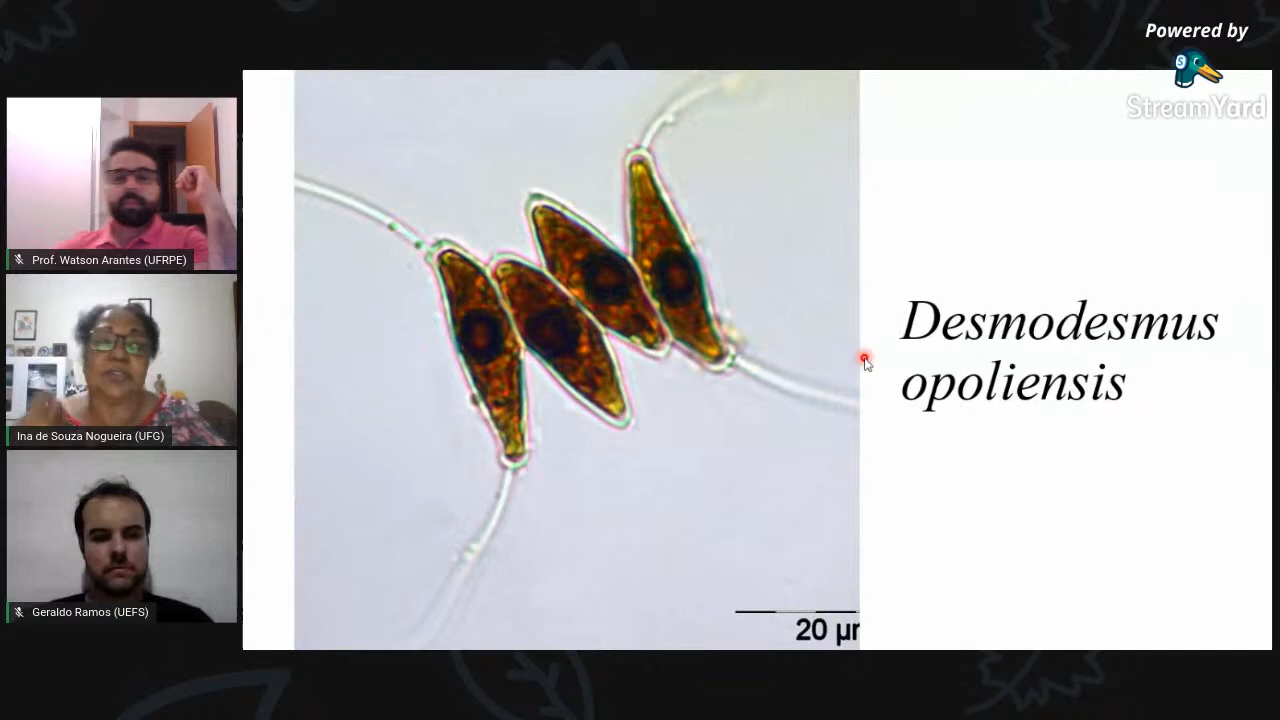 Powered by
StreamYard
Prof. Watson Arantes (UFRPE)
Ina de Souza Nogueira (UFG)
Geraldo Ramos (UEFS)
Desmodesmus
opoliensis
20 µ